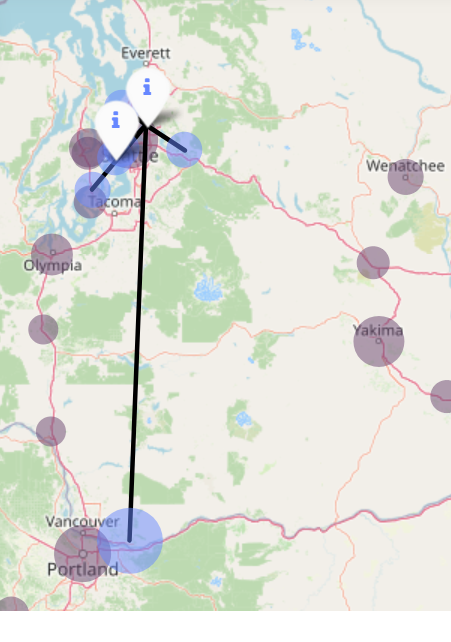 Everett
i
i
Wenatchee
Tacoma
Olympia
Yakima
Vancouver
Portland